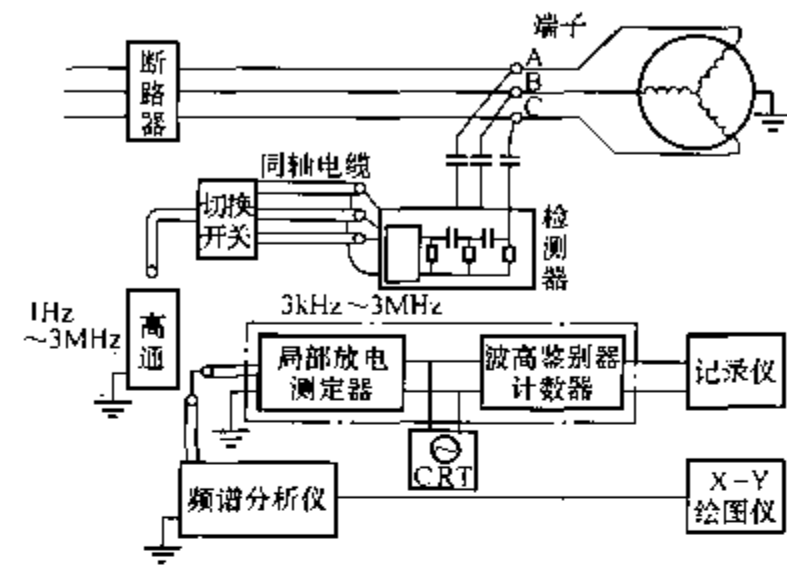 端子
A
B
C
断
路
器
同轴电缆
切换
开关
检
测
器
1Hz
～3MHz
高
通
3kHz～3MHz
局部放电
测定器
波高鉴别器
计数器
记录仪
CRT
频谱分析仪
X-Y
绘图仪